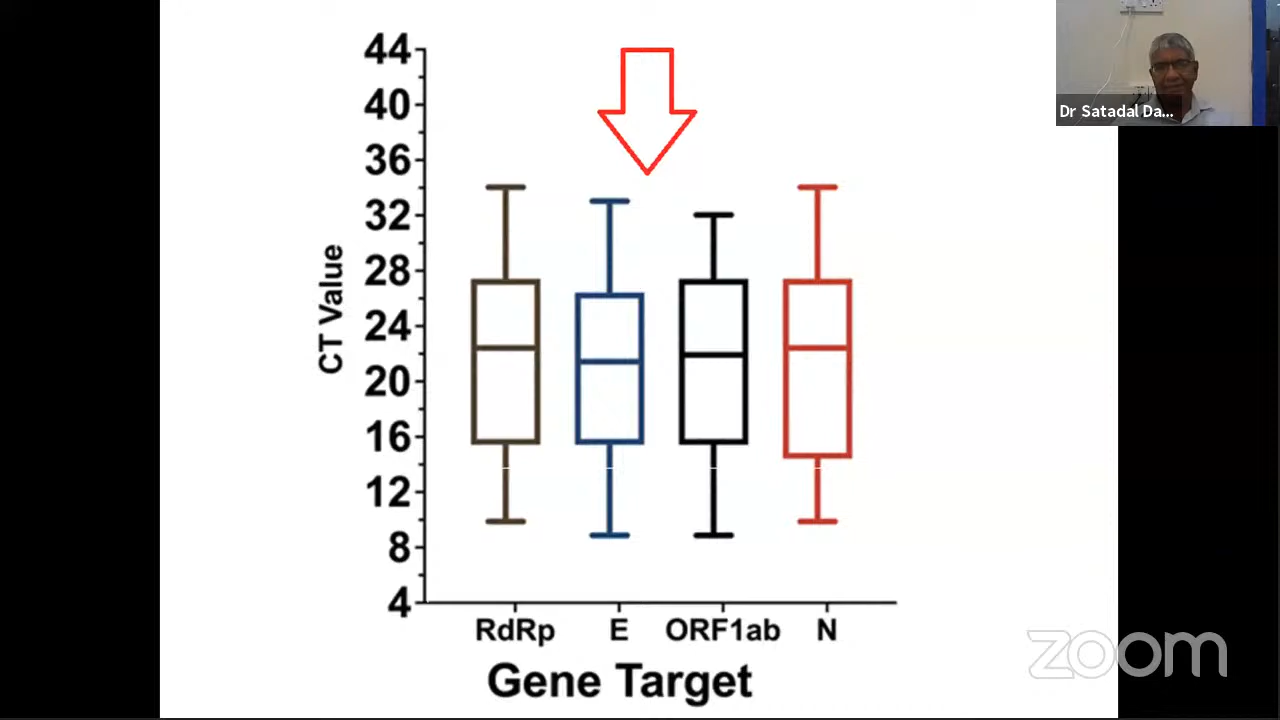 44
40
36
32
28
24
20
16
12
8
4
CT Value
RdRp E ORF1ab N
Gene Target
Dr Satadal Da...
zoom